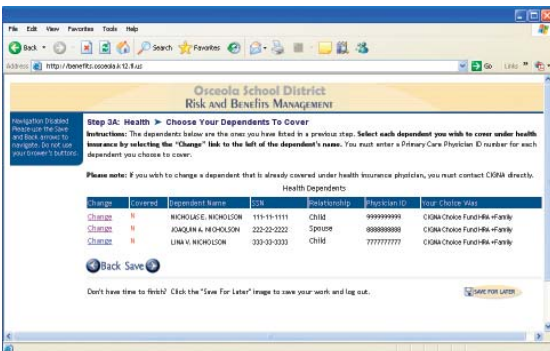 File Edit View Favorites Tools Help
Back Search Favorites
Address http://benefits.osceola.k12.fl.us Go Links »
Osceola School District
RISK AND BENEFITS MANAGEMENT
Navigation Disabled
Please use the Save
and Back arrows to
navigate. Do not use
your brower's buttons.
Step 3A: Health ➤ Choose Your Dependents To Cover
Instructions: The dependents below are the ones you have listed in a previous step. Select each dependent you wish to cover under health
insurance by selecting the "Change" link to the left of the dependent's name. You must enter a Primary Care Physician ID number for each
dependent you choose to cover.
Please note: If you wish to change a dependent that is already covered under health insurance physician, you must contact CIGNA directly.
Health Dependents
Change Covered Dependent Name SSN Relationship Physician ID Your Choice Was
Change N NICHOLAS E. NICHOLSON 111-11-1111 Child 9999999999 CIGNA Choice Fund HRA +Family
Change N JOAQUIN A. NICHOLSON 222-22-2222 Spouse 8888888888 CIGNA Choice Fund HRA +Family
Change N LINA V. NICHOLSON 333-33-3333 Child 7777777777 CIGNA Choice Fund HRA +Family
Back Save
Don't have time to finish? Click the "Save For Later" image to save your work and log out. SAVE FOR LATER